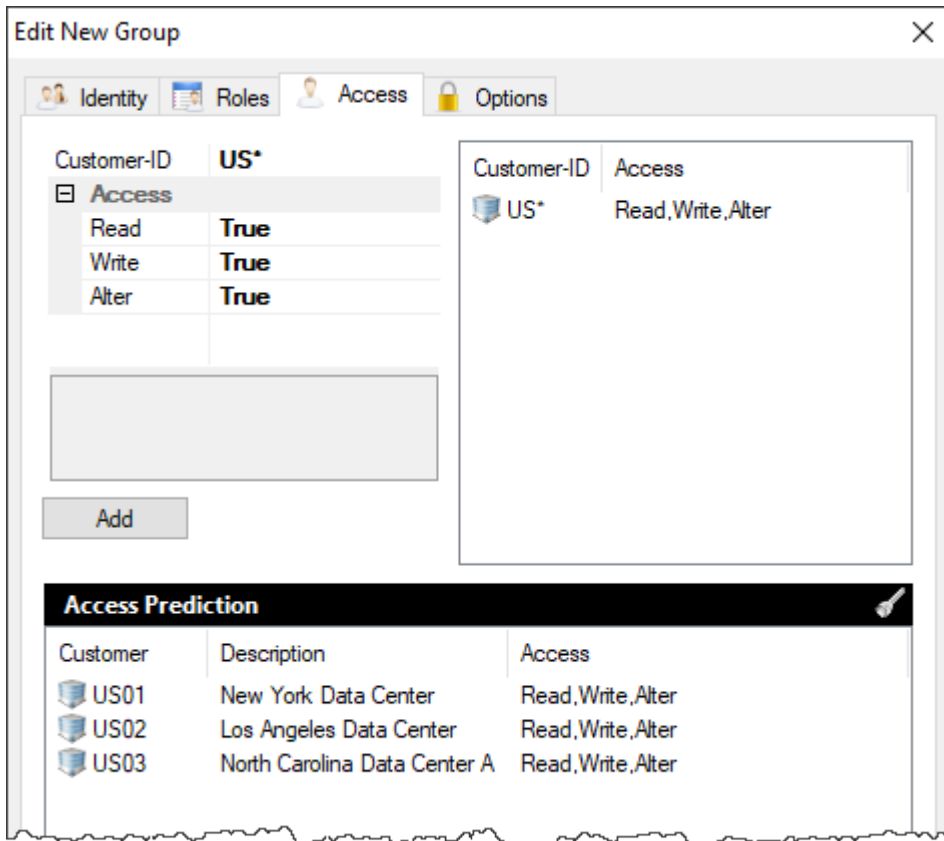 Edit New Group
Identity Roles Access Options
Customer-ID US*
Access
Read True
Write True
Alter True
Add
Customer-ID Access
US* Read,Write,Alter
Access Prediction
Customer Description Access
US01 New York Data Center Read,Write,Alter
US02 Los Angeles Data Center Read,Write,Alter
US03 North Carolina Data Center A Read,Write,Alter